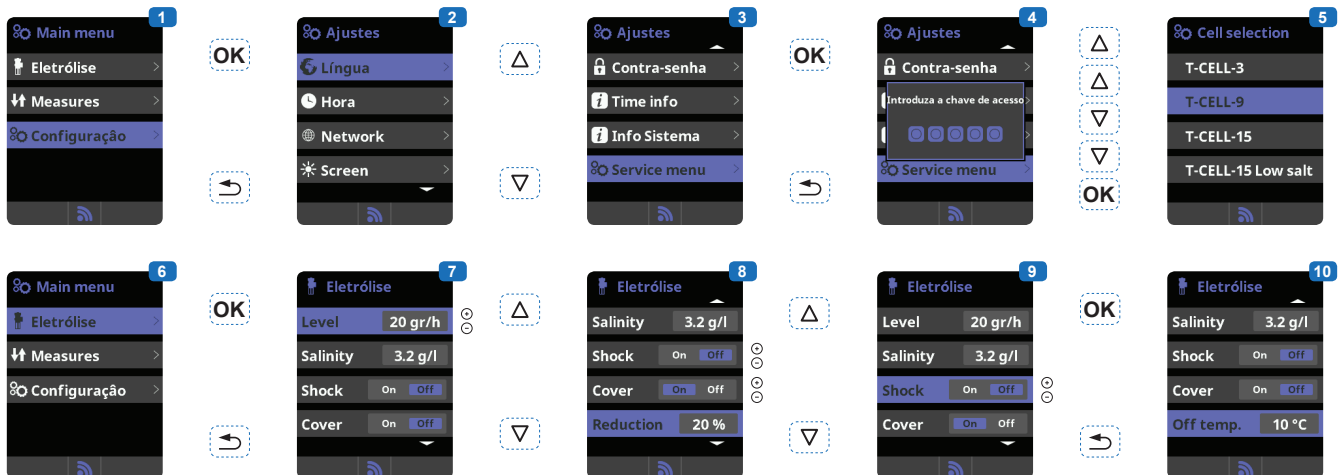 1
Main menu
Eletrólise
Measures
Configuraçâo
OK
2
Ajustes
Língua
Hora
Network
Screen
3
Ajustes
Contra-senha
Time info
Info Sistema
Service menu
OK
4
Ajustes
Contra-senha
Introduza a chave de acesso
Service menu
OK
5
Cell selection
T-CELL-3
T-CELL-9
T-CELL-15
T-CELL-15 Low salt
6
Main menu
Eletrólise
Measures
Configuraçâo
OK
7
Eletrólise
Level 20 gr/h
Salinity 3.2 g/l
Shock On Off
Cover On Off
8
Eletrólise
Salinity 3.2 g/l
Shock On Off
Cover On Off
Reduction 20 %
9
Eletrólise
Level 20 gr/h
Salinity 3.2 g/l
Shock On Off
Cover On Off
OK
10
Eletrólise
Salinity 3.2 g/l
Shock On Off
Cover On Off
Off temp. 10 °C